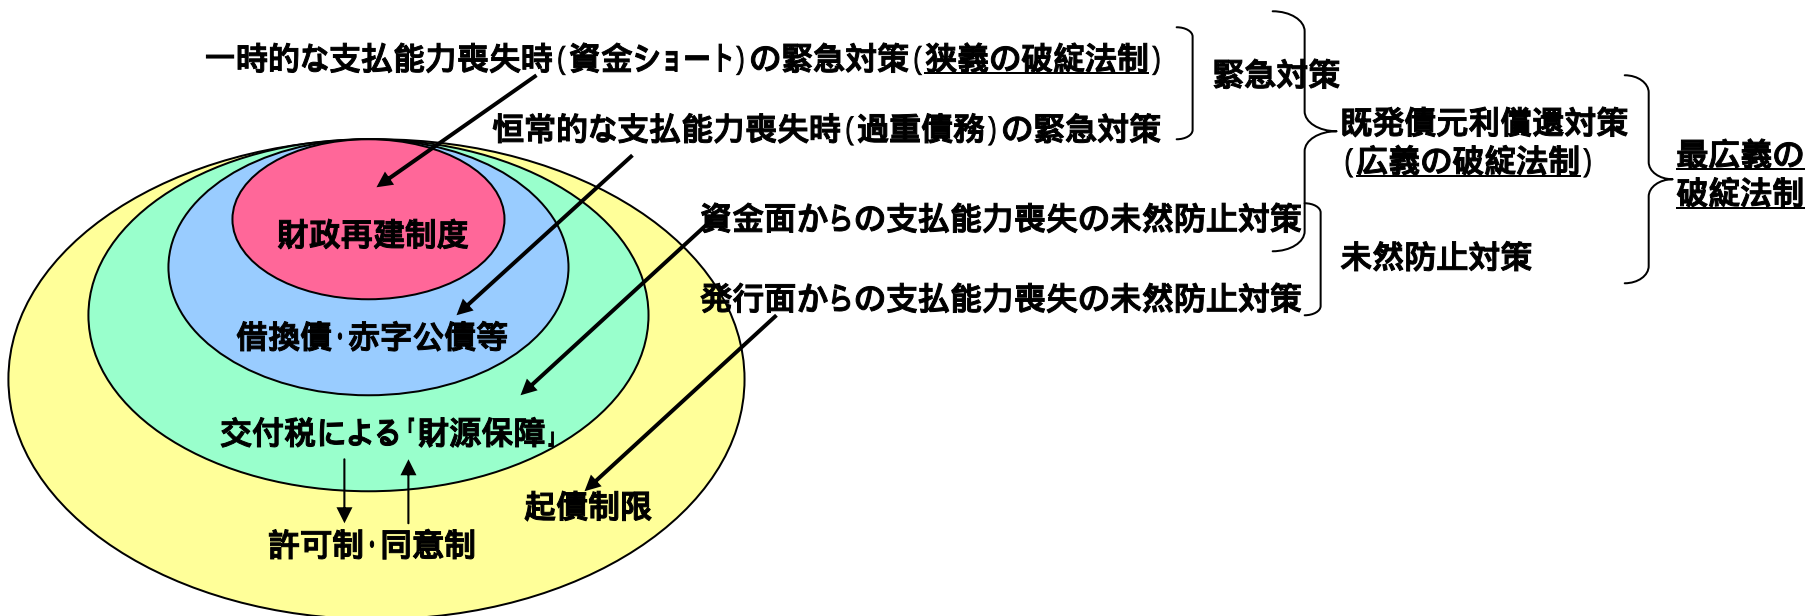 一時的な支払能力喪失時(資金ショート)の緊急対策(狭義の破綻法制)
緊急対策
恒常的な支払能力喪失時(過重債務)の緊急対策
既発債元利償還対策
(広義の破綻法制)
最広義の
破綻法制
資金面からの支払能力喪失の未然防止対策
財政再建制度
未然防止対策
発行面からの支払能力喪失の未然防止対策
借換債・赤字公債等
交付税による「財源保障」
起債制限
許可制・同意制